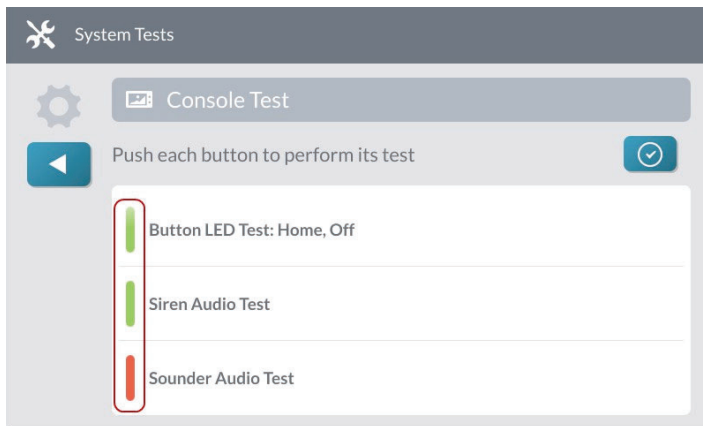 System Tests
Console Test
Push each button to perform its test
Button LED Test: Home, Off
Siren Audio Test
Sounder Audio Test